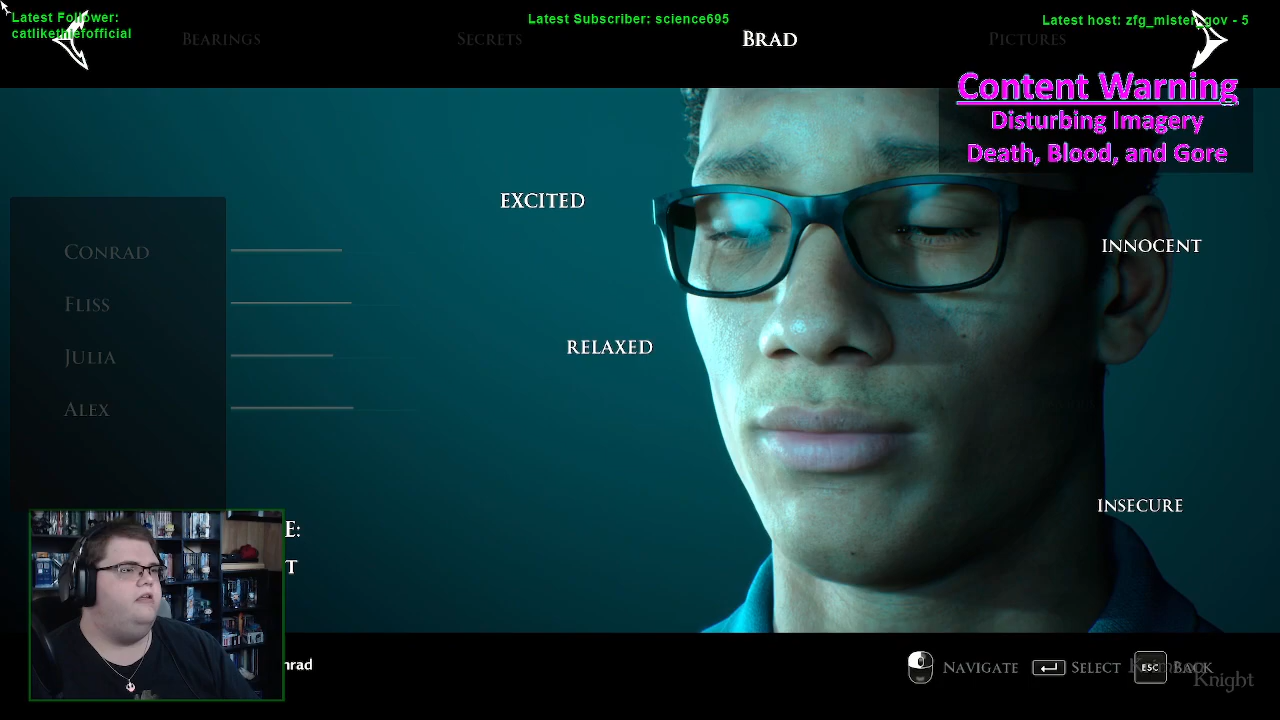 Latest Follower:
catlikethiefofficial
Latest Subscriber: science695
Latest host: zfg_mister_gov - 5
BEARINGS
SECRETS
BRAD
PICTURES
Content Warning
Disturbing Imagery
Death, Blood, and Gore
EXCITED
INNOCENT
RELAXED
INSECURE
CONRAD
FLISS
JULIA
ALEX
E:
T
nrad
NAVIGATE
SELECT
ESC
BACK
Knight